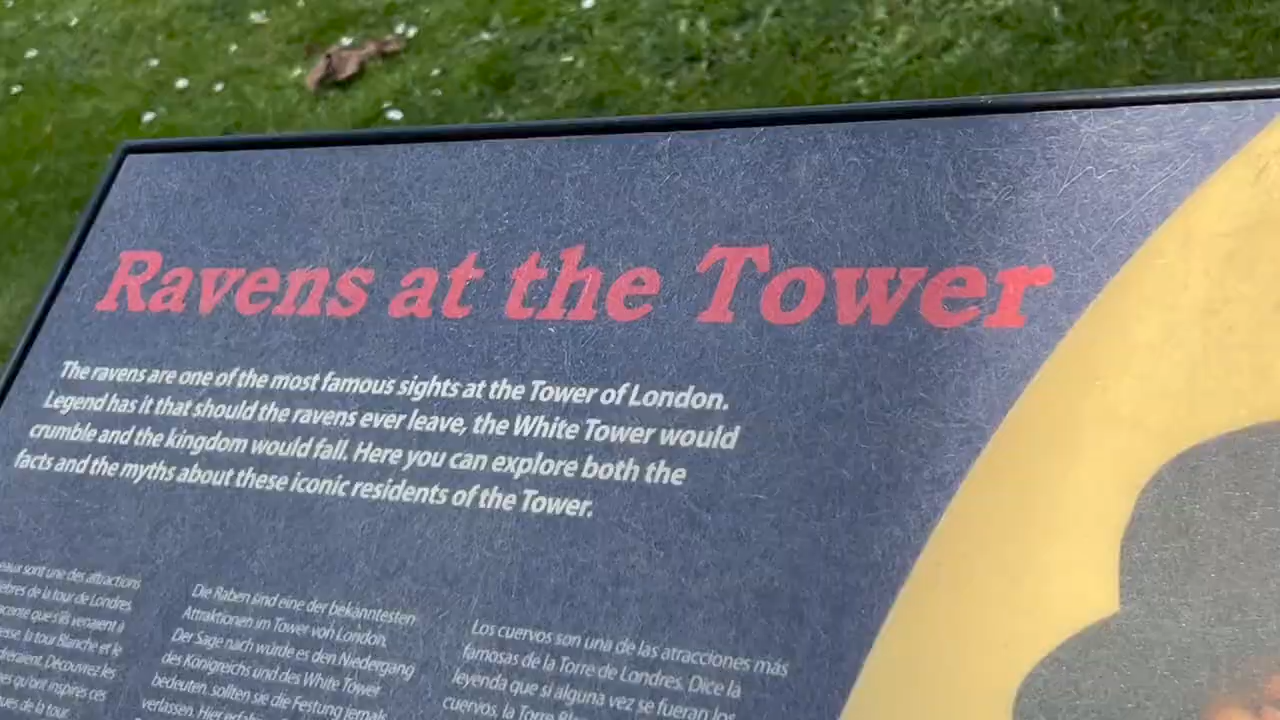 Ravens at the Tower
The ravens are one of the most famous sights at the Tower of London.
Legend has it that should the ravens ever leave, the White Tower would
crumble and the kingdom would fall. Here you can explore both the
facts and the myths about these iconic residents of the Tower.
sont une des attractions
de la tour de Londres
que s'ils venaient à
la tour Blanche et le
Découvrez les
qu'ont inspirés ces
de la tour.
Die Raben sind eine der bekanntesten
Attraktionen im Tower von London.
Der Sage nach würde es den Niedergang
des Königreichs und des White Tower
bedeuten, sollten sie die Festung jemals
verlassen. Hier
Los cuervos son una de las atracciones más
famosas de la Torre de Londres. Dice la
leyenda que si alguna vez se fueran los
cuervos, la Torre